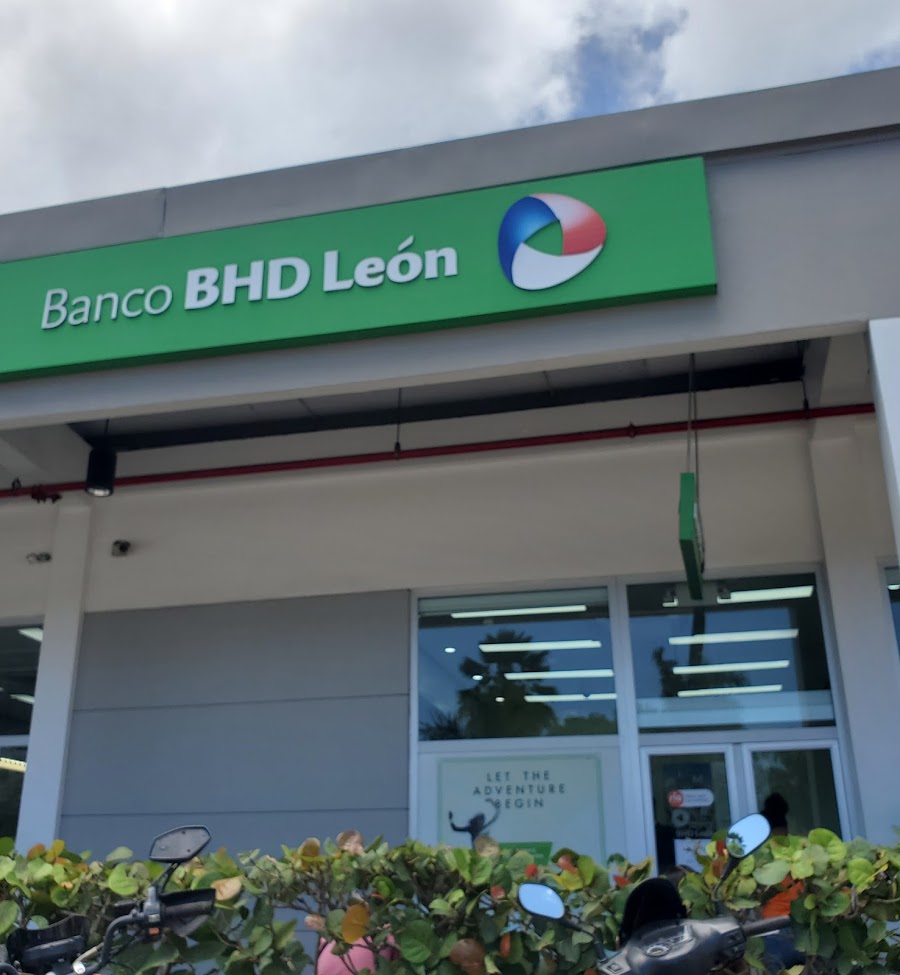 Banco BHD León
LET THE
ADVENTURE
BEGIN